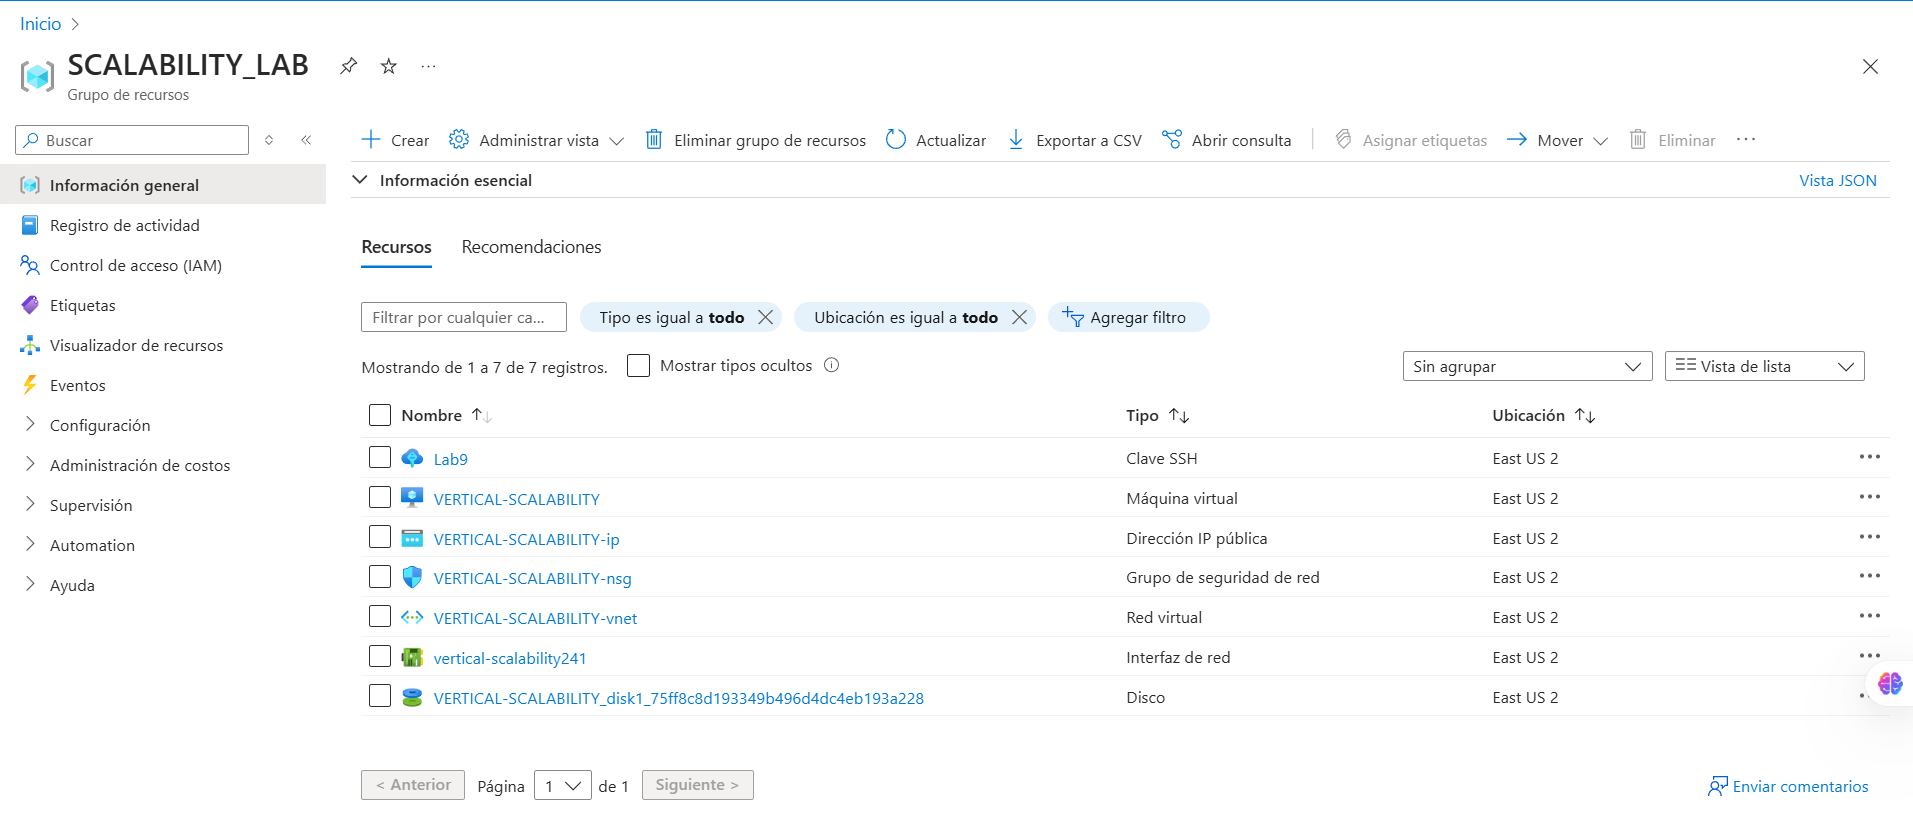 Inicio
SCALABILITY_LAB
Grupo de recursos
Buscar
Información general
Registro de actividad
Control de acceso (IAM)
Etiquetas
Visualizador de recursos
Eventos
Configuración
Administración de costos
Supervisión
Automation
Ayuda
Crear Administrar vista Eliminar grupo de recursos Actualizar Exportar a CSV Abrir consulta Asignar etiquetas Mover Eliminar
Información esencial Vista JSON
Recursos Recomendaciones
Filtrar por cualquier ca... Tipo es igual a todo Ubicación es igual a todo Agregar filtro
Mostrando de 1 a 7 de 7 registros. Mostrar tipos ocultos Sin agrupar Vista de lista
Nombre Tipo Ubicación
Lab9 Clave SSH East US 2
VERTICAL-SCALABILITY Máquina virtual East US 2
VERTICAL-SCALABILITY-ip Dirección IP pública East US 2
VERTICAL-SCALABILITY-nsg Grupo de seguridad de red East US 2
VERTICAL-SCALABILITY-vnet Red virtual East US 2
vertical-scalability241 Interfaz de red East US 2
VERTICAL-SCALABILITY_disk1_75ff8c8d193349b496d4dc4eb193a228 Disco East US 2
< Anterior Página 1 de 1 Siguiente > Enviar comentarios